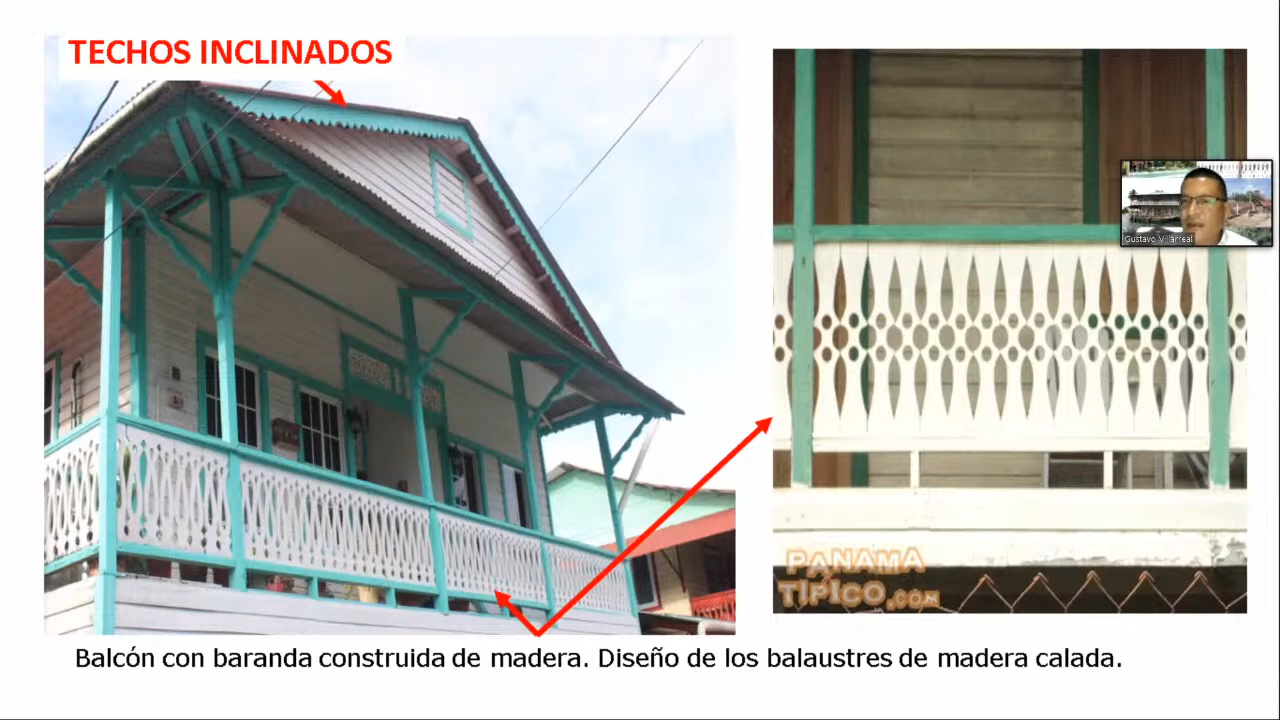 TECHOS INCLINADOS
Gustavo Villarreal
PANAMA
TÍPICO.COM
Balcón con baranda construida de madera. Diseño de los balaustres de madera calada.